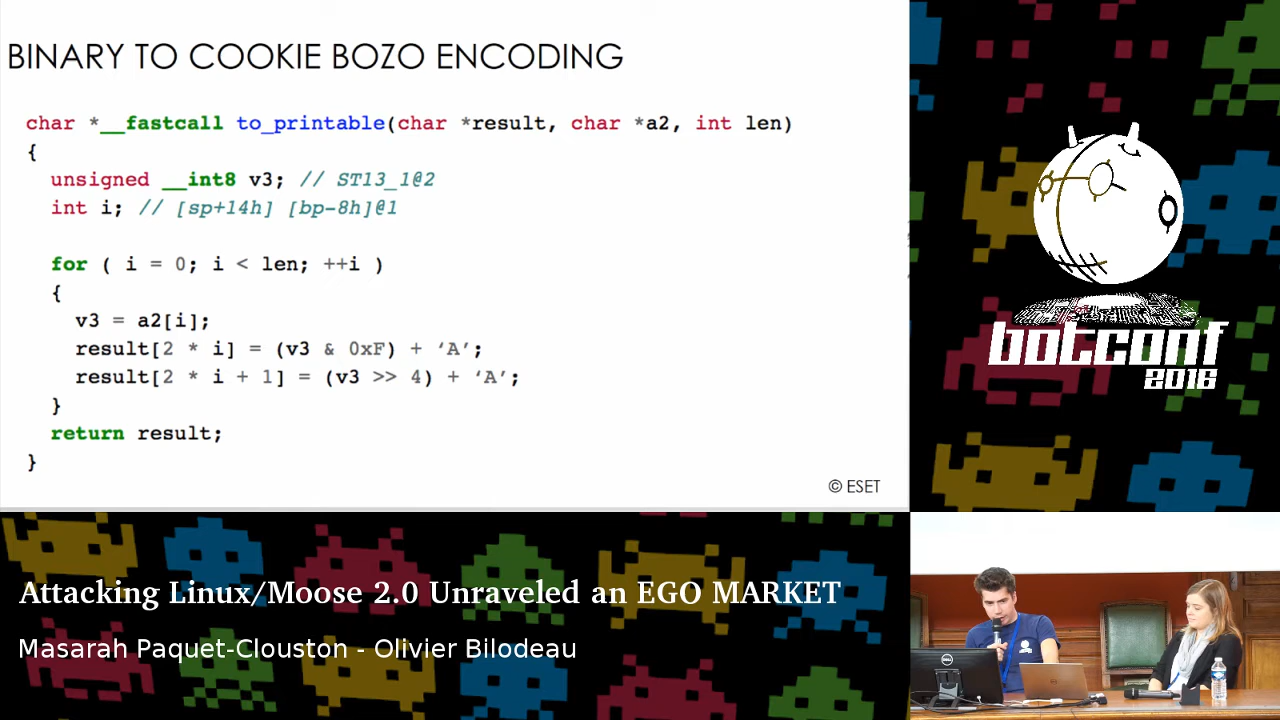 BINARY TO COOKIE BOZO ENCODING
char *__fastcall to_printable(char *result, char *a2, int len)
{
unsigned __int8 v3; // ST13_1@2
int i; // [sp+14h] [bp-8h]@1
for ( i = 0; i < len; ++i )
{
v3 = a2[i];
result[2 * i] = (v3 & 0xF) + ‘A’;
result[2 * i + 1] = (v3 >> 4) + ‘A’;
}
return result;
}
© ESET
botconf
2016
Attacking Linux/Moose 2.0 Unraveled an EGO MARKET
Masarah Paquet-Clouston - Olivier Bilodeau
DELL